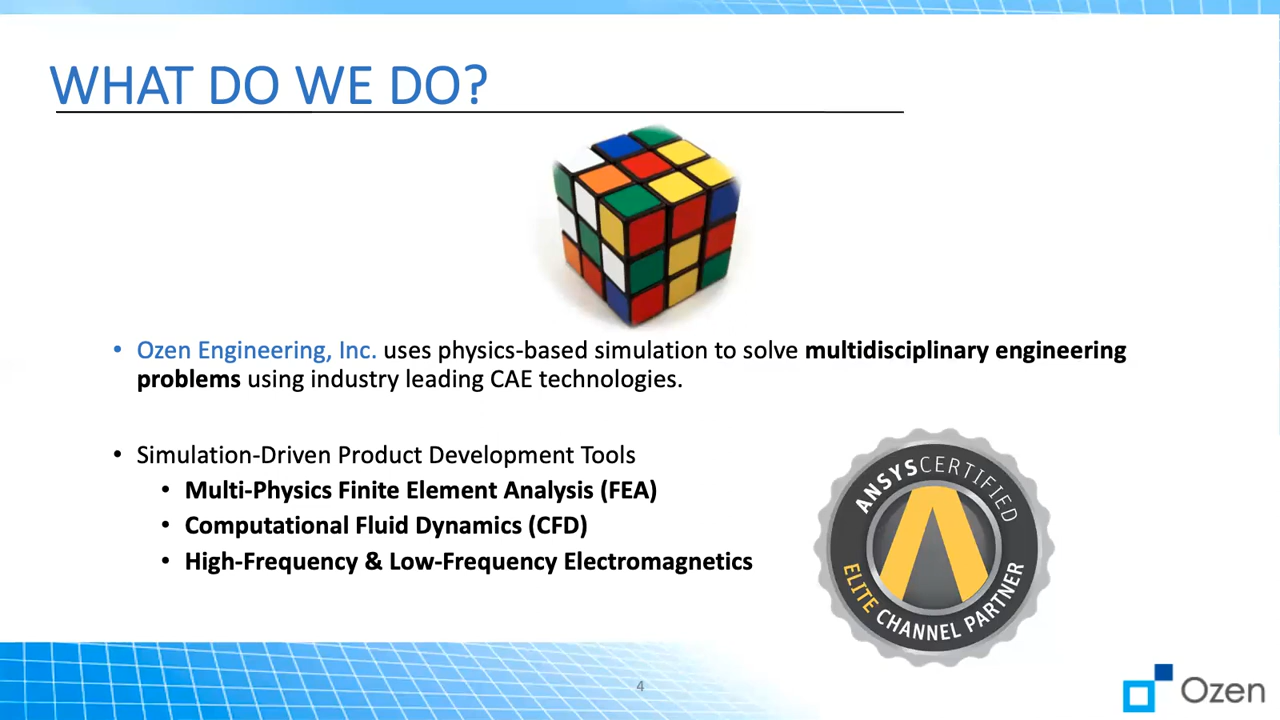 WHAT DO WE DO?
• Ozen Engineering, Inc. uses physics-based simulation to solve multidisciplinary engineering
problems using industry leading CAE technologies.
• Simulation-Driven Product Development Tools
• Multi-Physics Finite Element Analysis (FEA)
• Computational Fluid Dynamics (CFD)
• High-Frequency & Low-Frequency Electromagnetics
ANSYS CERTIFIED
ELITE CHANNEL PARTNER
4
Ozen